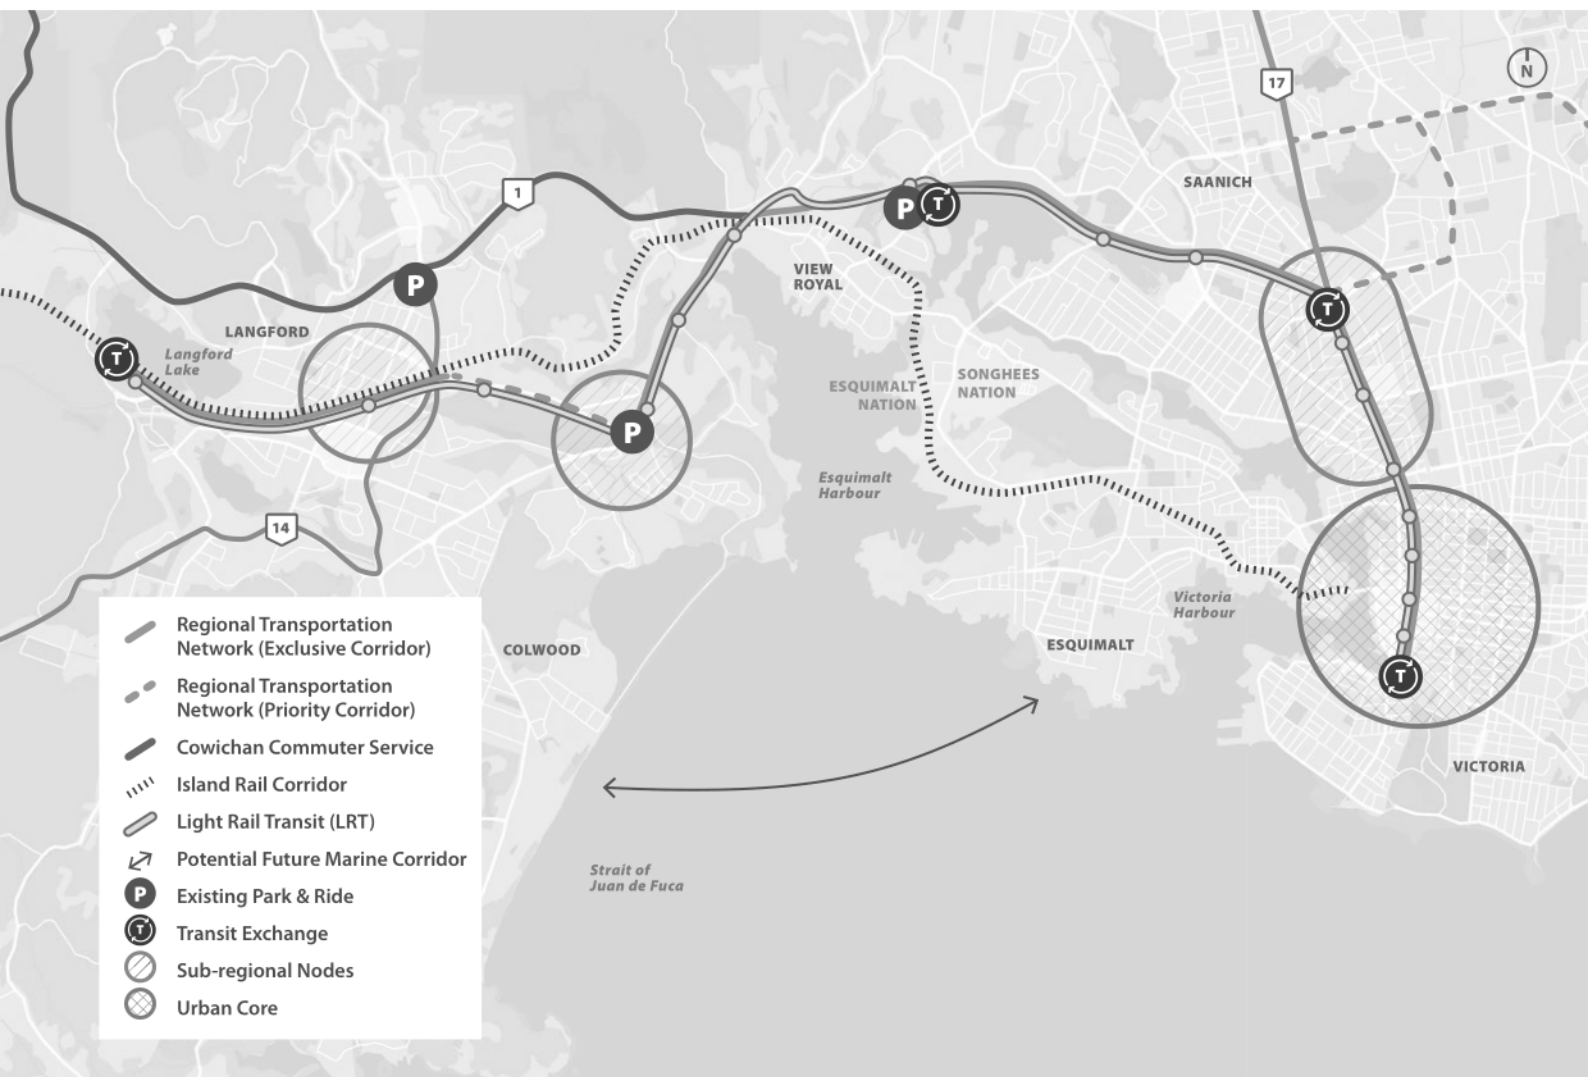 N
17
SAANICH
1
P
T
VIEW
ROYAL
P
T
LANGFORD
T
Langford
Lake
ESQUIMALT
NATION
SONGHEES
NATION
P
Esquimalt
Harbour
14
Victoria
Harbour
COLWOOD
ESQUIMALT
T
VICTORIA
Strait of
Juan de Fuca
Regional Transportation
Network (Exclusive Corridor)
Regional Transportation
Network (Priority Corridor)
Cowichan Commuter Service
Island Rail Corridor
Light Rail Transit (LRT)
Potential Future Marine Corridor
P
Existing Park & Ride
T
Transit Exchange
Sub-regional Nodes
Urban Core